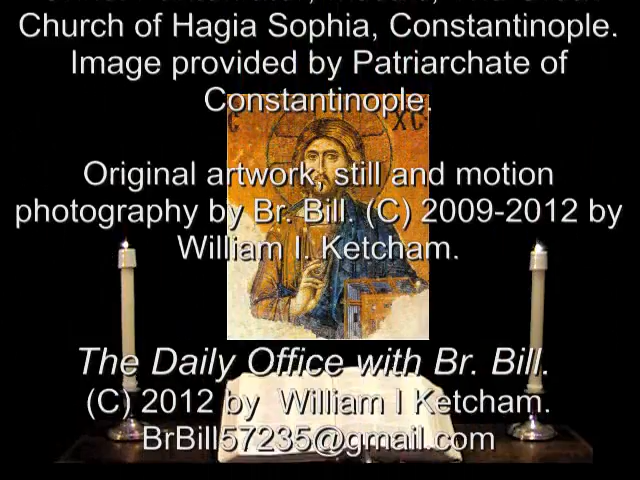 Church of Hagia Sophia, Constantinople.
Image provided by Patriarchate of
Constantinople.
Original artwork, still and motion
photography by Br. Bill. (C) 2009-2012 by
William I. Ketcham.
The Daily Office with Br. Bill.
(C) 2012 by William I Ketcham.
BrBill57235@gmail.com